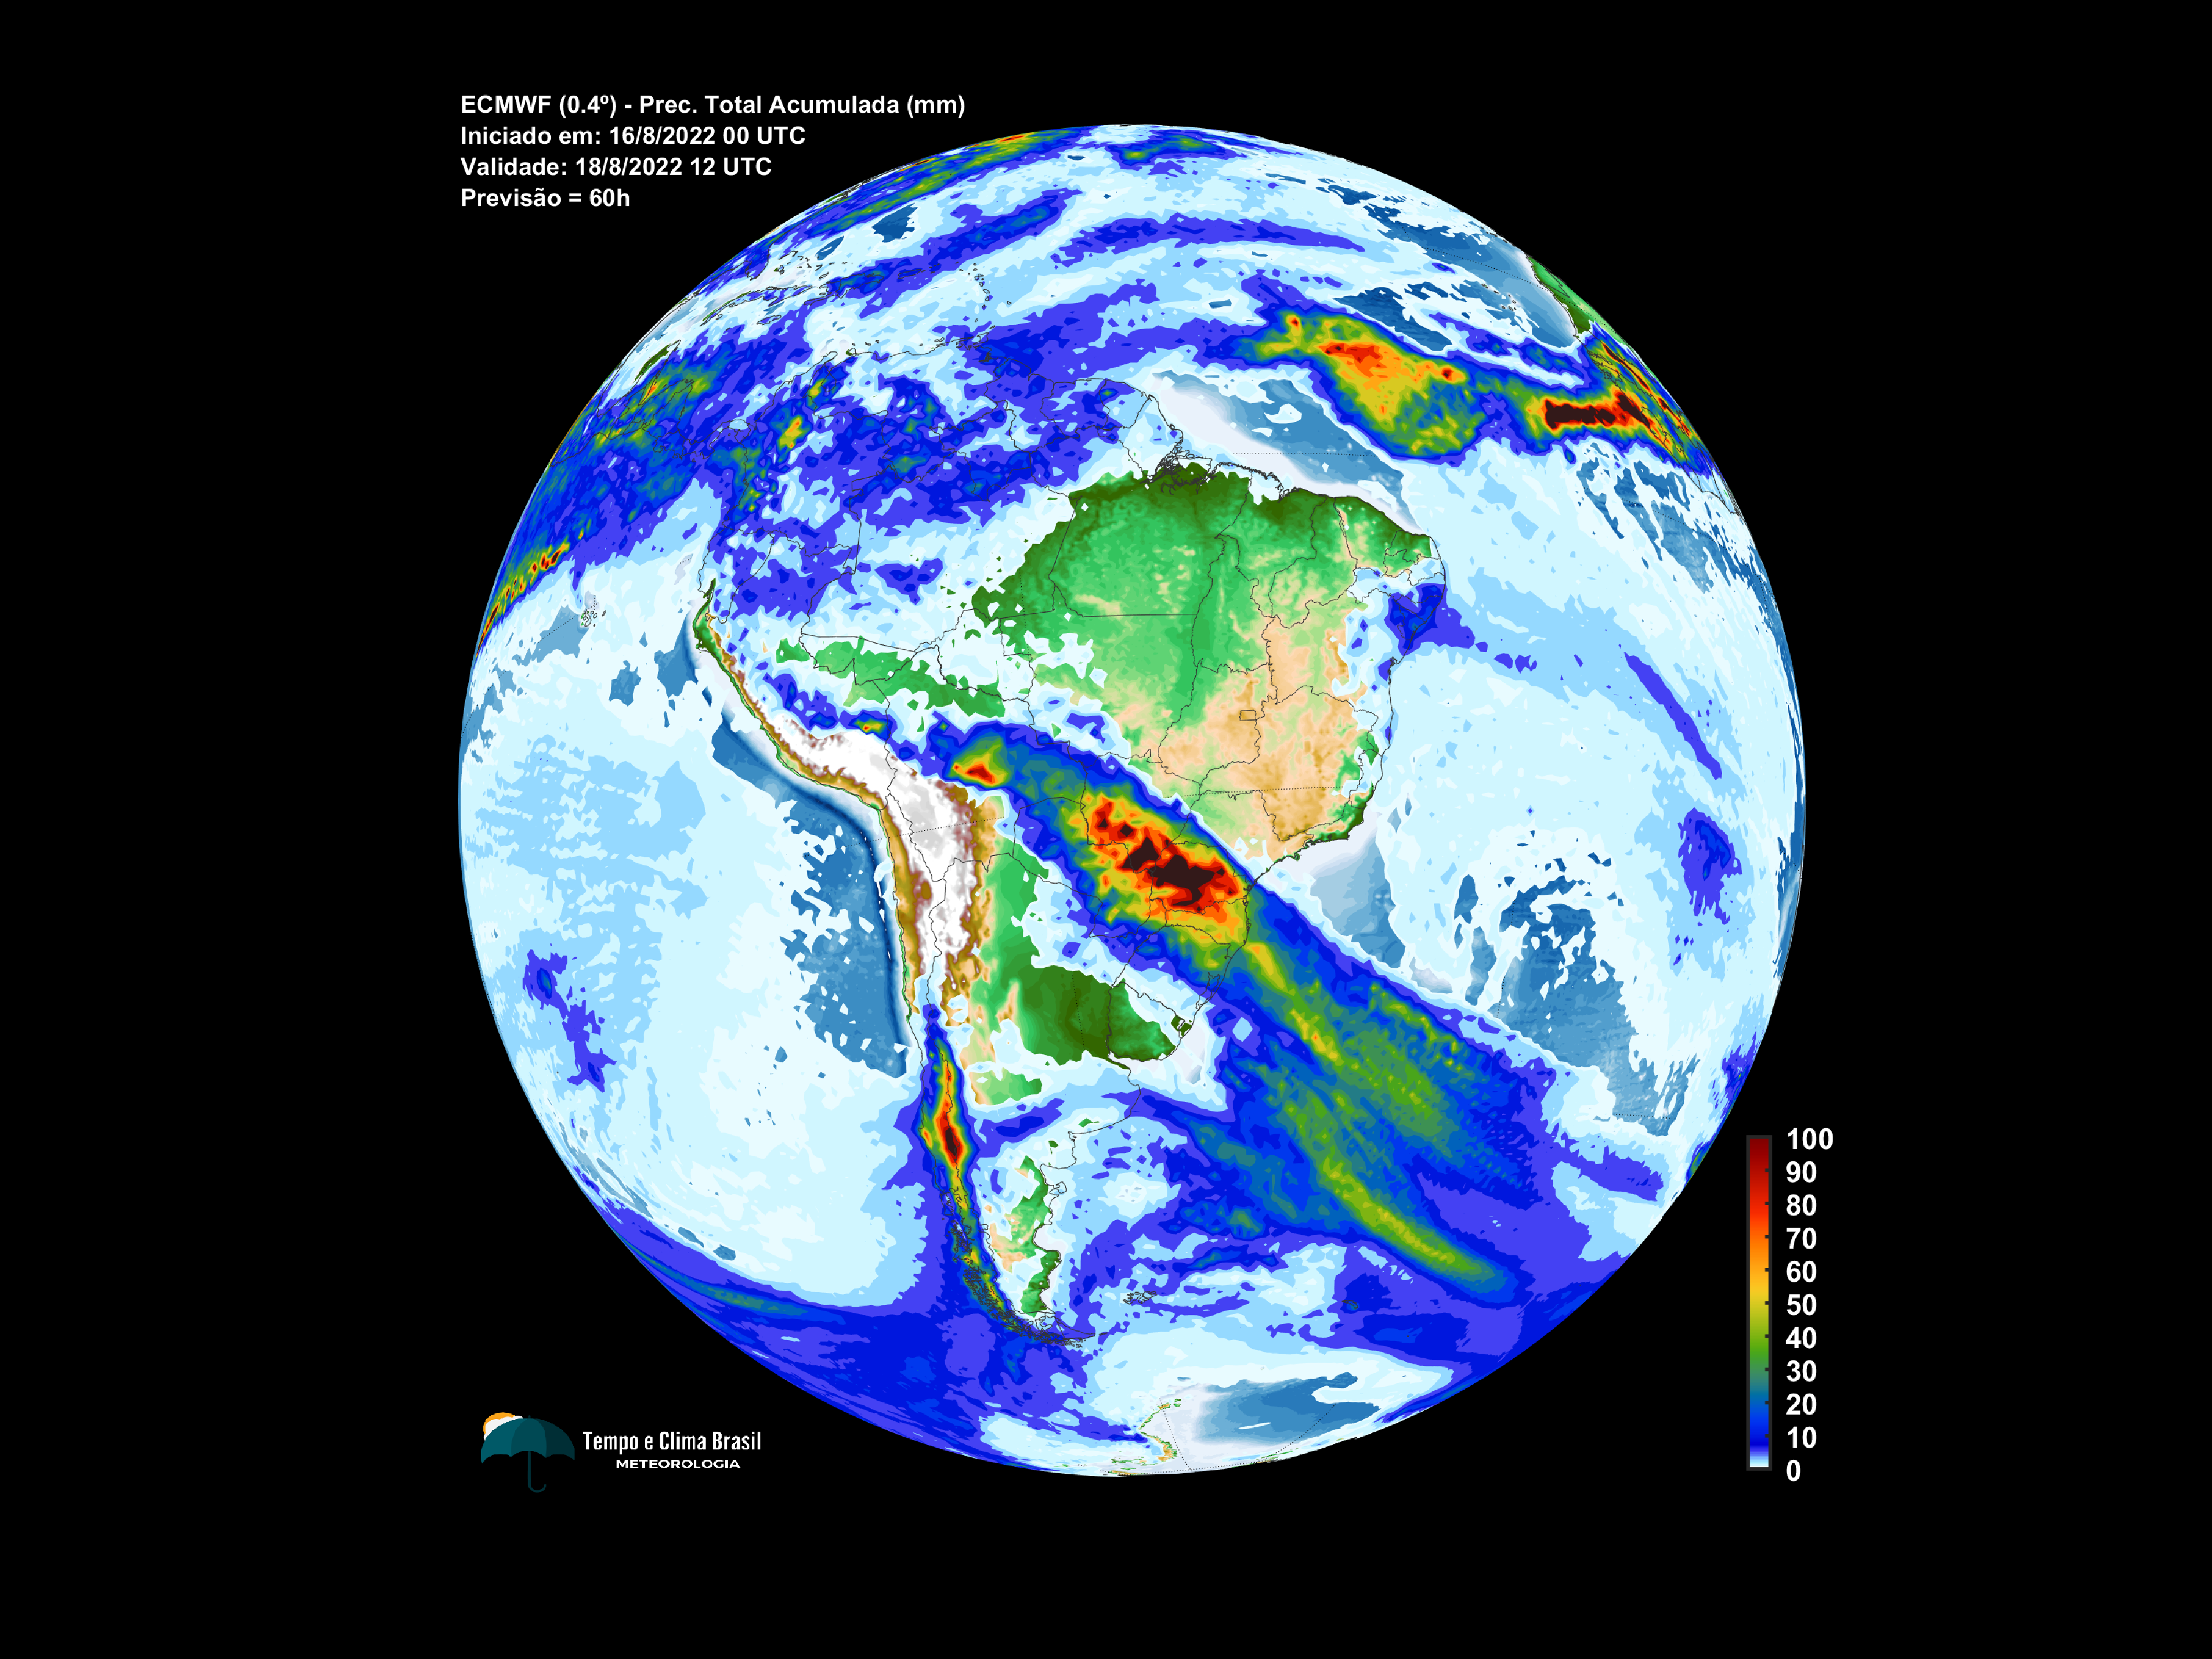 ECMWF (0.4º) - Prec. Total Acumulada (mm)
Iniciado em: 16/8/2022 00 UTC
Validade: 18/8/2022 12 UTC
Previsão = 60h
100
90
80
70
60
50
40
30
20
10
0
Tempo e Clima Brasil
METEOROLOGIA